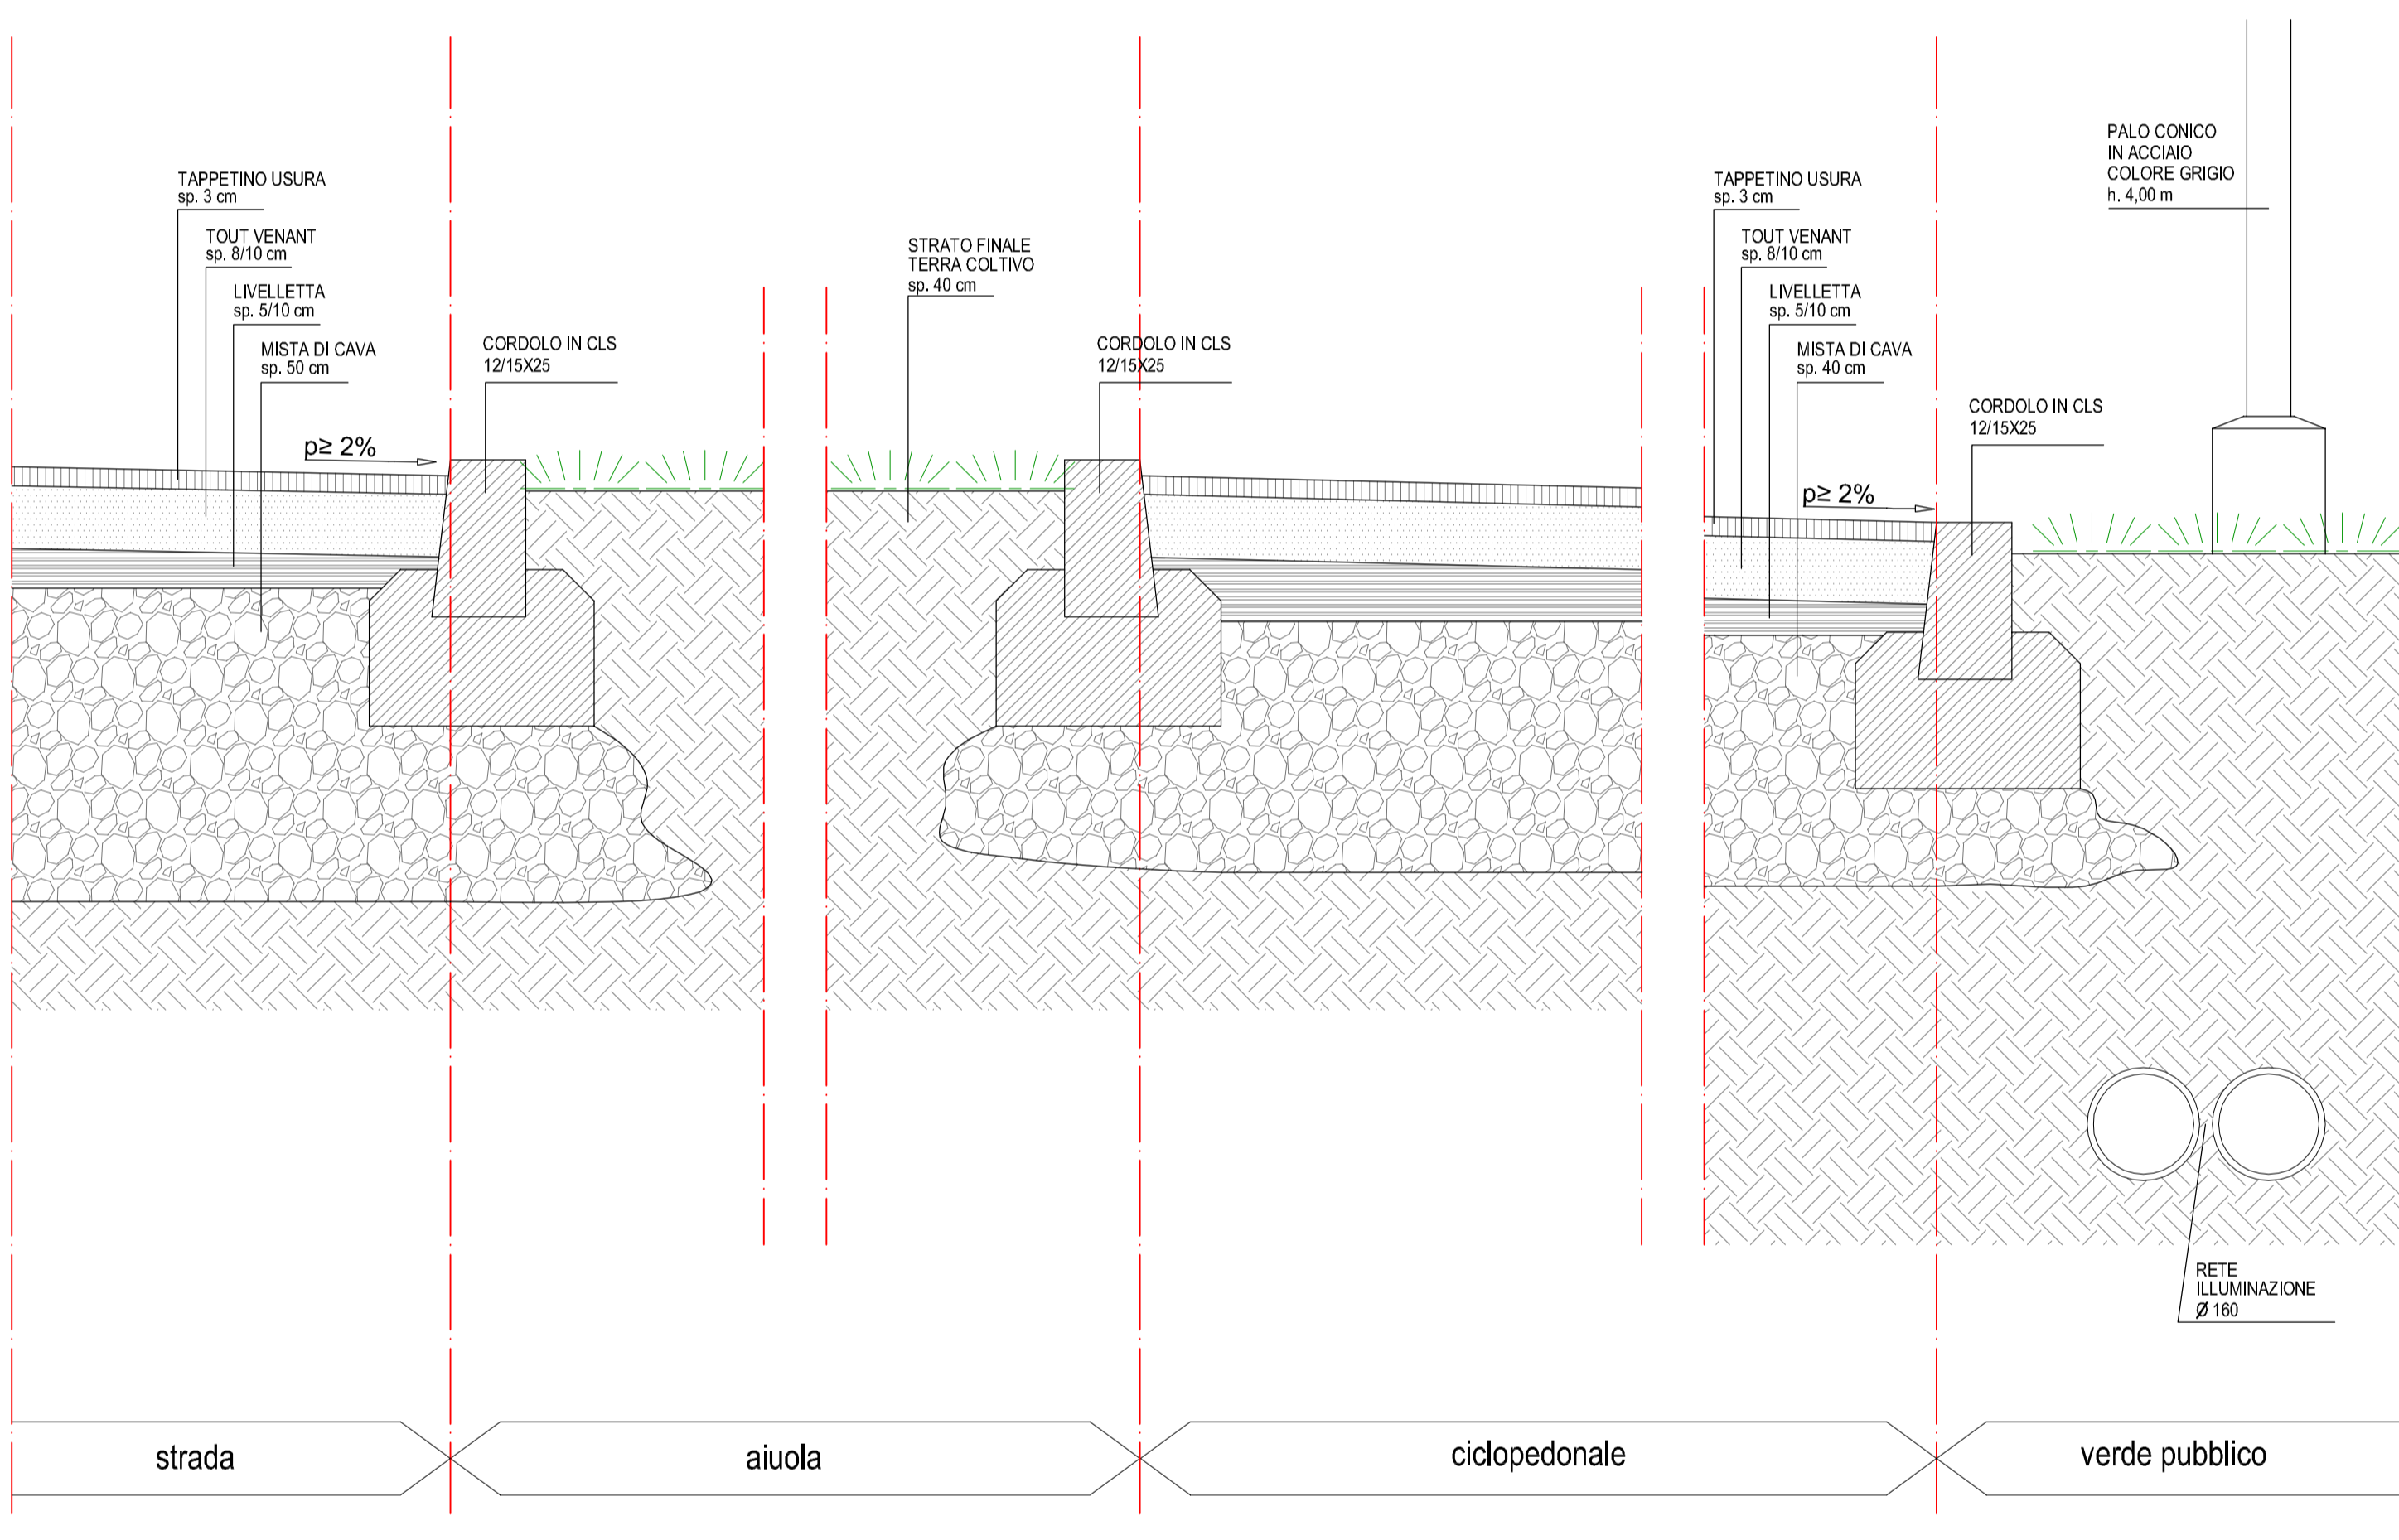 TAPPETINO USURA
sp. 3 cm
TOUT VENANT
sp. 8/10 cm
LIVELLETTA
sp. 5/10 cm
MISTA DI CAVA
sp. 50 cm
p≥ 2%
CORDOLO IN CLS
12/15X25
STRATO FINALE
TERRA COLTIVO
sp. 40 cm
CORDOLO IN CLS
12/15X25
TAPPETINO USURA
sp. 3 cm
TOUT VENANT
sp. 8/10 cm
LIVELLETTA
sp. 5/10 cm
MISTA DI CAVA
sp. 40 cm
p≥ 2%
CORDOLO IN CLS
12/15X25
PALO CONICO
IN ACCIAIO
COLORE GRIGIO
h. 4,00 m
RETE
ILLUMINAZIONE
Ø 160
strada
aiuola
ciclopedonale
verde pubblico